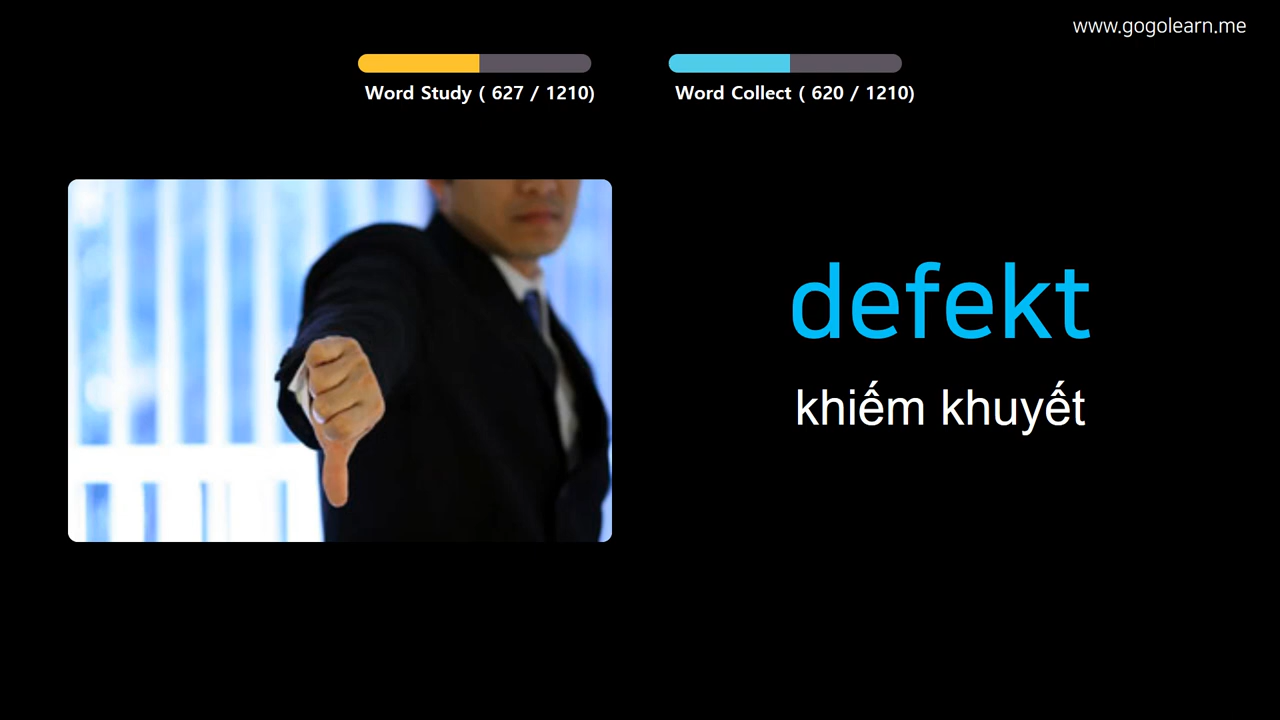 www.gogolearn.me
Word Study ( 627 / 1210)
Word Collect ( 620 / 1210)
defekt
khiếm khuyết